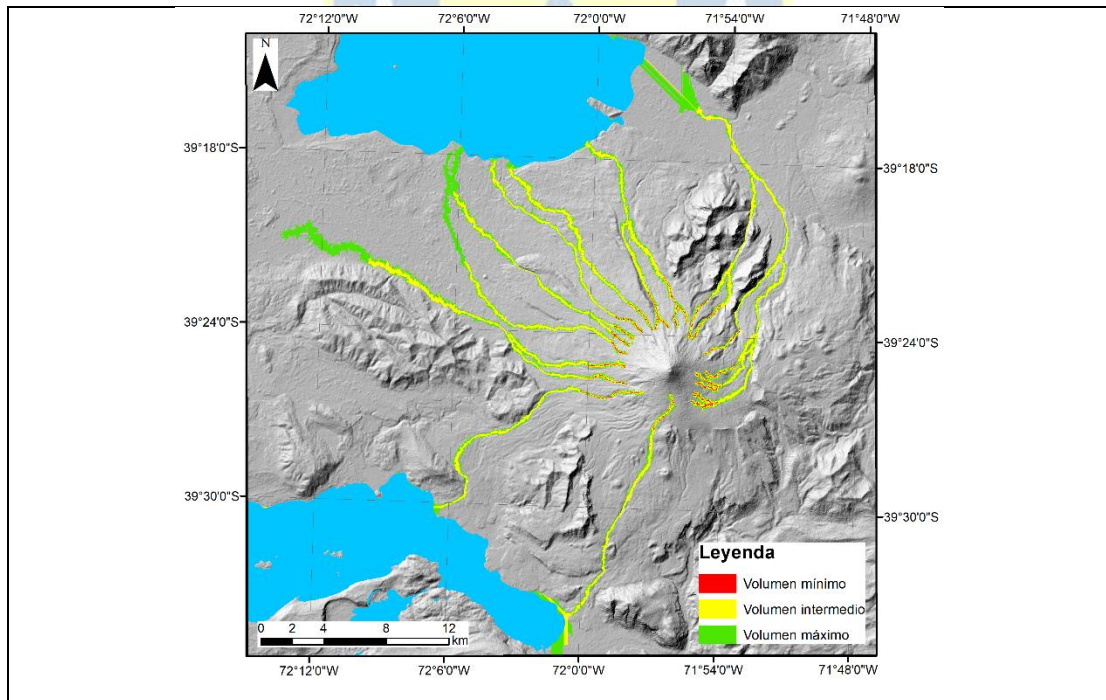 72°12'0"W 72°6'0"W 72°0'0"W 71°54'0"W 71°48'0"W
N
39°18'0"S 39°18'0"S
39°24'0"S 39°24'0"S
39°30'0"S 39°30'0"S
Leyenda
Volumen mínimo
Volumen intermedio
Volumen máximo
0 2 4 8 12
km
72°12'0"W 72°6'0"W 72°0'0"W 71°54'0"W 71°48'0"W